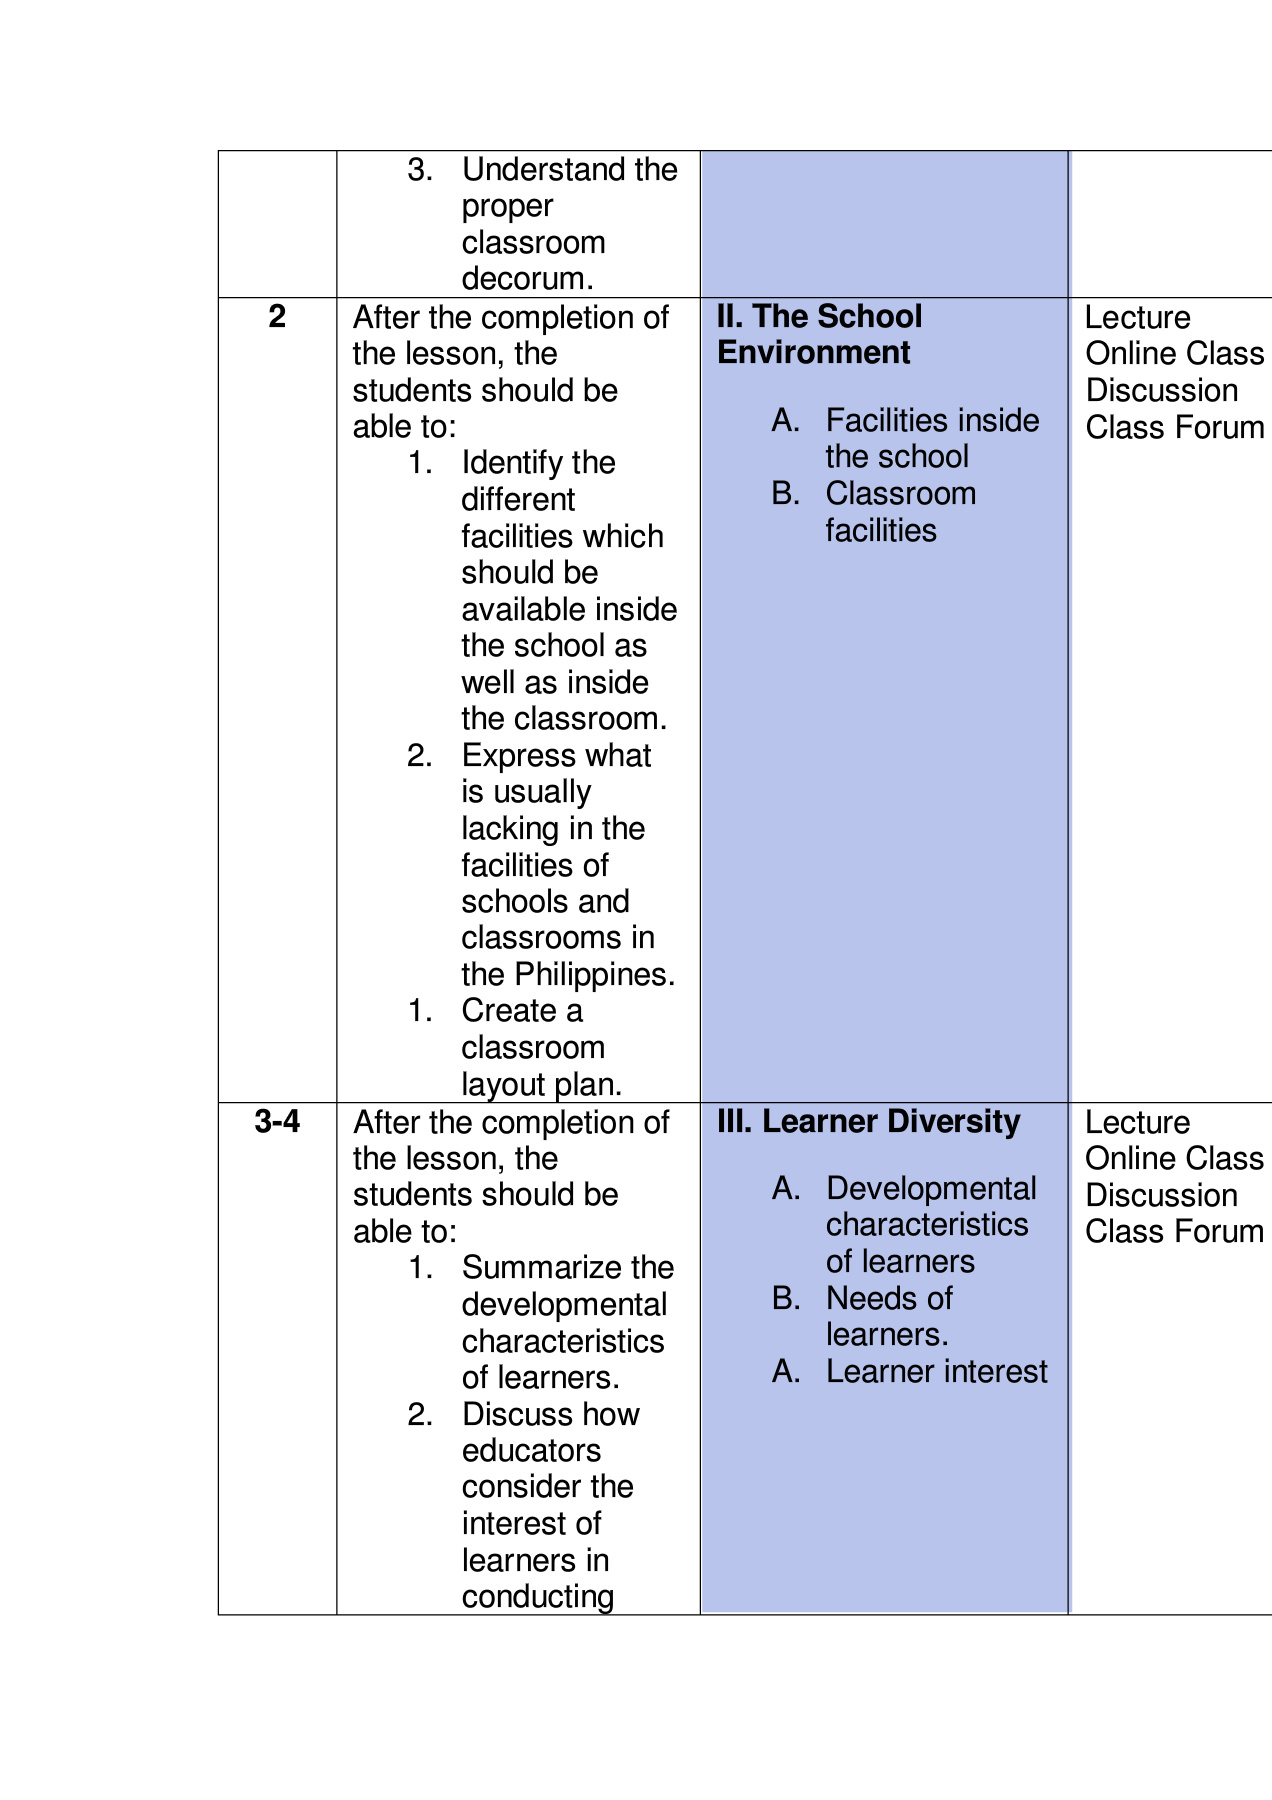 3. Understand the
proper
classroom
decorum.
2
After the completion of
the lesson, the
students should be
able to:
1. Identify the
different
facilities which
should be
available inside
the school as
well as inside
the classroom.
2. Express what
is usually
lacking in the
facilities of
schools and
classrooms in
the Philippines.
1. Create a
classroom
layout plan.
II. The School
Environment
A. Facilities inside
the school
B. Classroom
facilities
Lecture
Online Class
Discussion
Class Forum
3-4
After the completion of
the lesson, the
students should be
able to:
1. Summarize the
developmental
characteristics
of learners.
2. Discuss how
educators
consider the
interest of
learners in
conducting
III. Learner Diversity
A. Developmental
characteristics
of learners
B. Needs of
learners.
A. Learner interest
Lecture
Online Class
Discussion
Class Forum